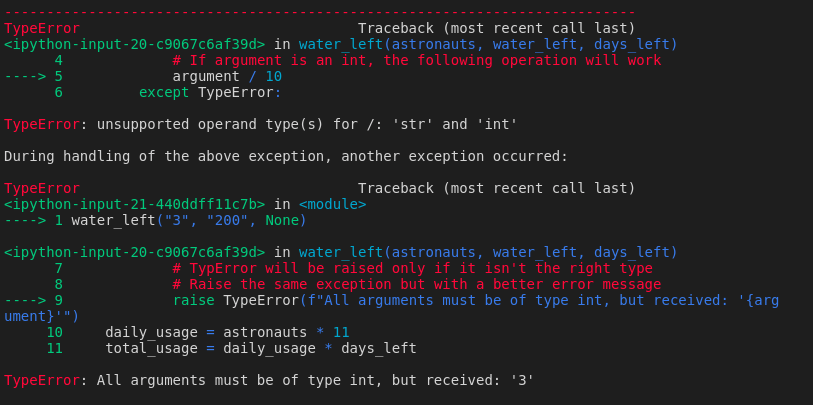 ---------------------------------------------------------------------------
TypeError                                 Traceback (most recent call last)
<ipython-input-20-c9067c6af39d> in water_left(astronauts, water_left, days_left)
      4             # If argument is an int, the following operation will work
----> 5             argument / 10
      6         except TypeError:

TypeError: unsupported operand type(s) for /: 'str' and 'int'

During handling of the above exception, another exception occurred:

TypeError                                 Traceback (most recent call last)
<ipython-input-21-440ddff11c7b> in <module>
----> 1 water_left("3", "200", None)

<ipython-input-20-c9067c6af39d> in water_left(astronauts, water_left, days_left)
      7             # TypError will be raised only if it isn't the right type
      8             # Raise the same exception but with a better error message
----> 9             raise TypeError(f"All arguments must be of type int, but received: '{arg
ument}'")
     10     daily_usage = astronauts * 11
     11     total_usage = daily_usage * days_left

TypeError: All arguments must be of type int, but received: '3'